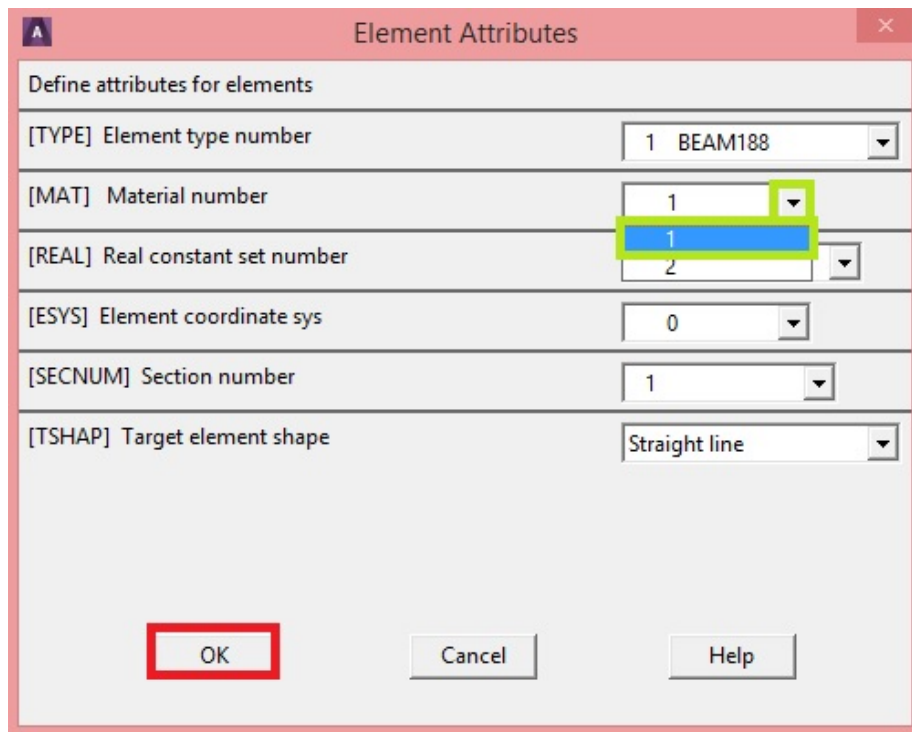 A
Element Attributes
Define attributes for elements
[TYPE] Element type number
1 BEAM188
[MAT] Material number
1
1
2
[REAL] Real constant set number
[ESYS] Element coordinate sys
0
[SECNUM] Section number
1
[TSHAP] Target element shape
Straight line
OK
Cancel
Help